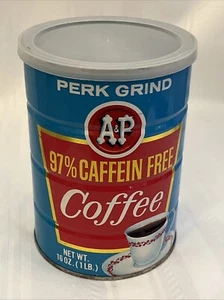 PERK GRIND
A&P
97% CAFFEIN FREE
Coffee
NET WT.
16 OZ. (1 LB.)